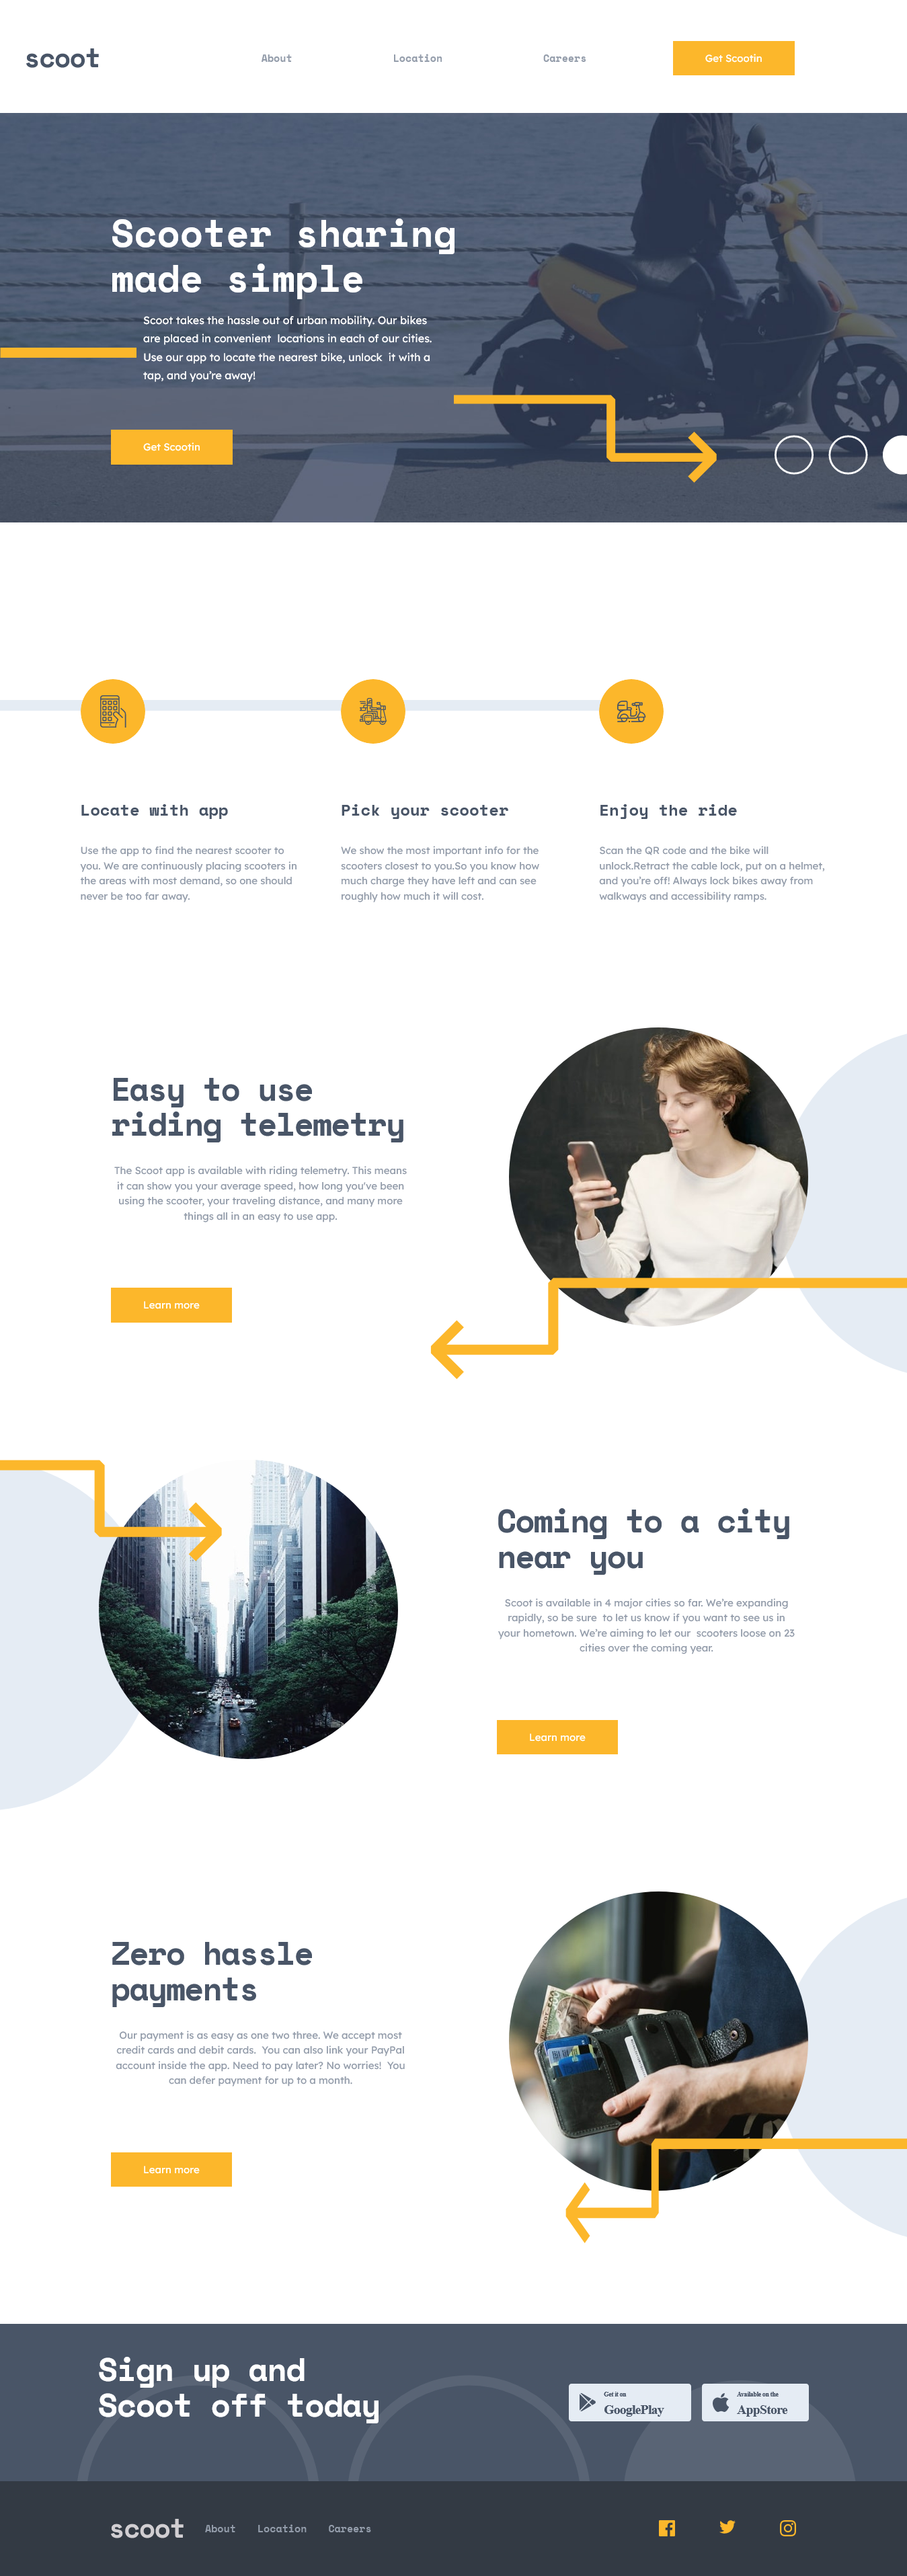 scoot
About
Location
Careers
Get Scootin
Scooter sharing
made simple
Scoot takes the hassle out of urban mobility. Our bikes
are placed in convenient  locations in each of our cities.
Use our app to locate the nearest bike, unlock  it with a
tap, and you’re away!
Get Scootin
Locate with app
Use the app to find the nearest scooter to
you. We are continuously placing scooters in
the areas with most demand, so one should
never be too far away.
Pick your scooter
We show the most important info for the
scooters closest to you.So you know how
much charge they have left and can see
roughly how much it will cost.
Enjoy the ride
Scan the QR code and the bike will
unlock.Retract the cable lock, put on a helmet,
and you’re off! Always lock bikes away from
walkways and accessibility ramps.
Easy to use
riding telemetry
The Scoot app is available with riding telemetry. This means
it can show you your average speed, how long you've been
using the scooter, your traveling distance, and many more
things all in an easy to use app.
Learn more
Coming to a city
near you
Scoot is available in 4 major cities so far. We’re expanding
rapidly, so be sure  to let us know if you want to see us in
your hometown. We’re aiming to let our  scooters loose on 23
cities over the coming year.
Learn more
Zero hassle
payments
Our payment is as easy as one two three. We accept most
credit cards and debit cards.  You can also link your PayPal
account inside the app. Need to pay later? No worries!  You
can defer payment for up to a month.
Learn more
Sign up and
Scoot off today
Get it on
GooglePlay
Available on the
AppStore
scoot
About
Location
Careers